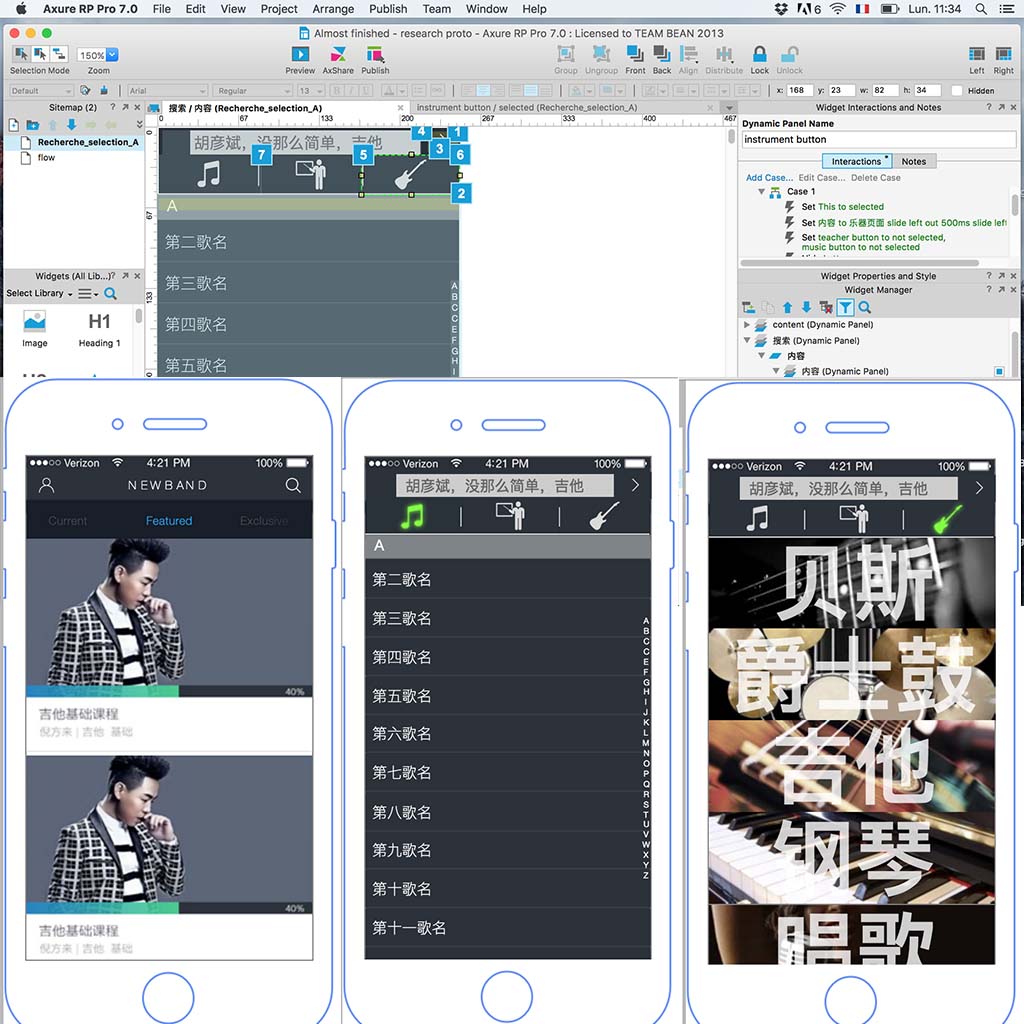 Axure RP Pro 7.0 File Edit View Project Arrange Publish Team Window Help 6 Lun. 11:34
Almost finished - research proto - Axure RP Pro 7.0 : Licensed to TEAM BEAN 2013
150%
Selection Mode Zoom Preview AxShare Publish Group Ungroup Front Back Align Distribute Lock Unlock Left Right
Default Arial Regular 13 B I U x: 168 y: 23 w: 82 h: 34 Hidden
Sitemap (2)
搜索 / 内容 (Recherche_selection_A)
instrument button / selected (Recherche_selection_A)
Widget Interactions and Notes
0 67 133 200 267 333 400 467
Recherche_selection_A
flow
Dynamic Panel Name
instrument button
Interactions Notes
Add Case... Edit Case... Delete Case
Case 1
Set This to selected
Set 内容 to 乐器页面 slide left out 500ms slide left
Set teacher button to not selected,
music button to not selected
胡彦斌，没那么简单，吉他
4 1
3
7 5 6
2
A
第二歌名
第三歌名
第四歌名
第五歌名
A
B
C
C
E
F
G
H
I
0
67
133
Widgets (All Lib...)
Select Library
Image
H1
Heading 1
Widget Properties and Style
Widget Manager
content (Dynamic Panel)
搜索 (Dynamic Panel)
内容
内容 (Dynamic Panel)
Verizon 4:21 PM 100%
NEWBAND
Current Featured Exclusive
40%
吉他基础课程
倪方来 | 吉他 基础
40%
吉他基础课程
倪方来 | 吉他 基础
Verizon 4:21 PM 100%
胡彦斌，没那么简单，吉他
A
第二歌名
第三歌名
第四歌名
第五歌名
第六歌名
第七歌名
第八歌名
第九歌名
第十歌名
第十一歌名
A
B
C
C
E
F
G
H
I
J
K
L
M
N
O
P
Q
R
S
T
U
V
W
X
Y
Z
Verizon 4:21 PM 100%
胡彦斌，没那么简单，吉他
贝斯
爵士鼓
吉他
钢琴
唱歌